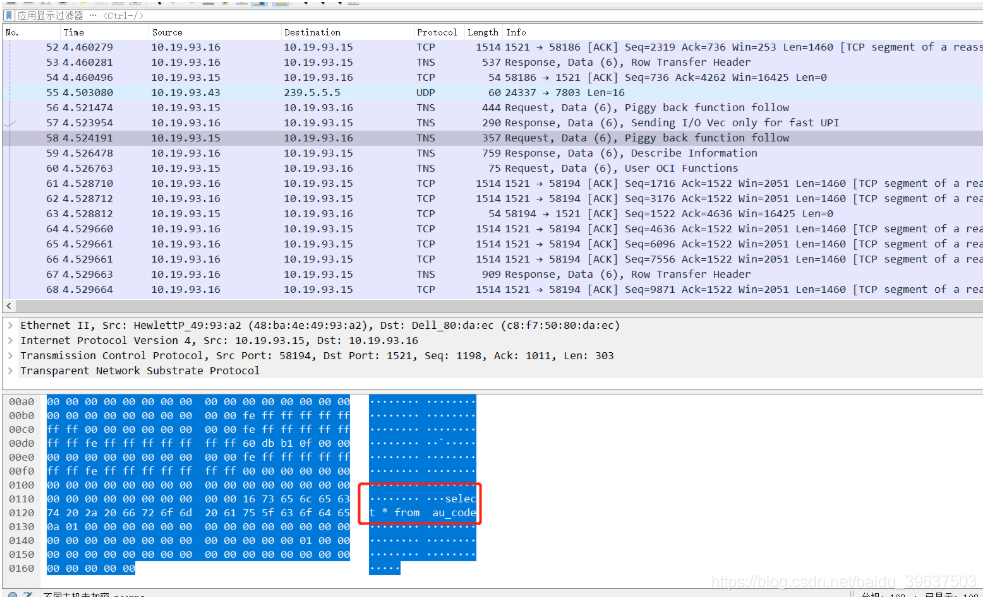 应用显示过滤器 … <Ctrl-/>
No. Time Source Destination Protocol Length Info
52 4.460279 10.19.93.16 10.19.93.15 TCP 1514 1521 → 58186 [ACK] Seq=2319 Ack=736 Win=253 Len=1460 [TCP segment of a reass
53 4.460281 10.19.93.16 10.19.93.15 TNS 537 Response, Data (6), Row Transfer Header
54 4.460496 10.19.93.15 10.19.93.16 TCP 54 58186 → 1521 [ACK] Seq=736 Ack=4262 Win=16425 Len=0
55 4.503080 10.19.93.43 239.5.5.5 UDP 60 24337 → 7803 Len=16
56 4.521474 10.19.93.15 10.19.93.16 TNS 444 Request, Data (6), Piggy back function follow
57 4.523954 10.19.93.16 10.19.93.15 TNS 290 Response, Data (6), Sending I/O Vec only for fast UPI
58 4.524191 10.19.93.15 10.19.93.16 TNS 357 Request, Data (6), Piggy back function follow
59 4.526478 10.19.93.16 10.19.93.15 TNS 759 Response, Data (6), Describe Information
60 4.526763 10.19.93.15 10.19.93.16 TNS 75 Request, Data (6), User OCI Functions
61 4.528710 10.19.93.16 10.19.93.15 TCP 1514 1521 → 58194 [ACK] Seq=1716 Ack=1522 Win=2051 Len=1460 [TCP segment of a rea
62 4.528712 10.19.93.16 10.19.93.15 TCP 1514 1521 → 58194 [ACK] Seq=3176 Ack=1522 Win=2051 Len=1460 [TCP segment of a rea
63 4.528812 10.19.93.15 10.19.93.16 TCP 54 58194 → 1521 [ACK] Seq=1522 Ack=4636 Win=16425 Len=0
64 4.529660 10.19.93.16 10.19.93.15 TCP 1514 1521 → 58194 [ACK] Seq=4636 Ack=1522 Win=2051 Len=1460 [TCP segment of a rea
65 4.529661 10.19.93.16 10.19.93.15 TCP 1514 1521 → 58194 [ACK] Seq=6096 Ack=1522 Win=2051 Len=1460 [TCP segment of a rea
66 4.529661 10.19.93.16 10.19.93.15 TCP 1514 1521 → 58194 [ACK] Seq=7556 Ack=1522 Win=2051 Len=1460 [TCP segment of a rea
67 4.529663 10.19.93.16 10.19.93.15 TNS 909 Response, Data (6), Row Transfer Header
68 4.529664 10.19.93.16 10.19.93.15 TCP 1514 1521 → 58194 [ACK] Seq=9871 Ack=1522 Win=2051 Len=1460 [TCP segment of a rea
Ethernet II, Src: HewlettP_49:93:a2 (48:ba:4e:49:93:a2), Dst: Dell_80:da:ec (c8:f7:50:80:da:ec)
Internet Protocol Version 4, Src: 10.19.93.15, Dst: 10.19.93.16
Transmission Control Protocol, Src Port: 58194, Dst Port: 1521, Seq: 1198, Ack: 1011, Len: 303
Transparent Network Substrate Protocol
00a0 00 00 00 00 00 00 00 00 00 00 00 00 00 00 00 00 ········ ········
00b0 00 00 00 00 00 00 00 00 00 00 fe ff ff ff ff ff ········ ········
00c0 ff ff 00 00 00 00 00 00 00 00 fe ff ff ff ff ff ········ ········
00d0 ff ff fe ff ff ff ff ff ff ff 60 db b1 0f 00 00 ········ ··`·····
00e0 00 00 00 00 00 00 00 00 00 00 fe ff ff ff ff ff ········ ········
00f0 ff ff fe ff ff ff ff ff ff ff 00 00 00 00 00 00 ········ ········
0100 00 00 00 00 00 00 00 00 00 00 00 00 00 00 00 00 ········ ········
0110 00 00 00 00 00 00 00 00 00 00 16 73 65 6c 65 63 ········ ···selec
0120 74 20 2a 20 66 72 6f 6d 20 61 75 5f 63 6f 64 65 t * from au_code
0130 0a 01 00 00 00 00 00 00 00 00 00 00 00 00 00 00 ········ ········
0140 00 00 00 00 00 00 00 00 00 00 00 00 00 01 00 00 ········ ········
0150 00 00 00 00 00 00 00 00 00 00 00 00 00 00 00 00 ········ ········
0160 00 00 00 00 00 ·····
https://blog.csdn.net/baidu_39637503